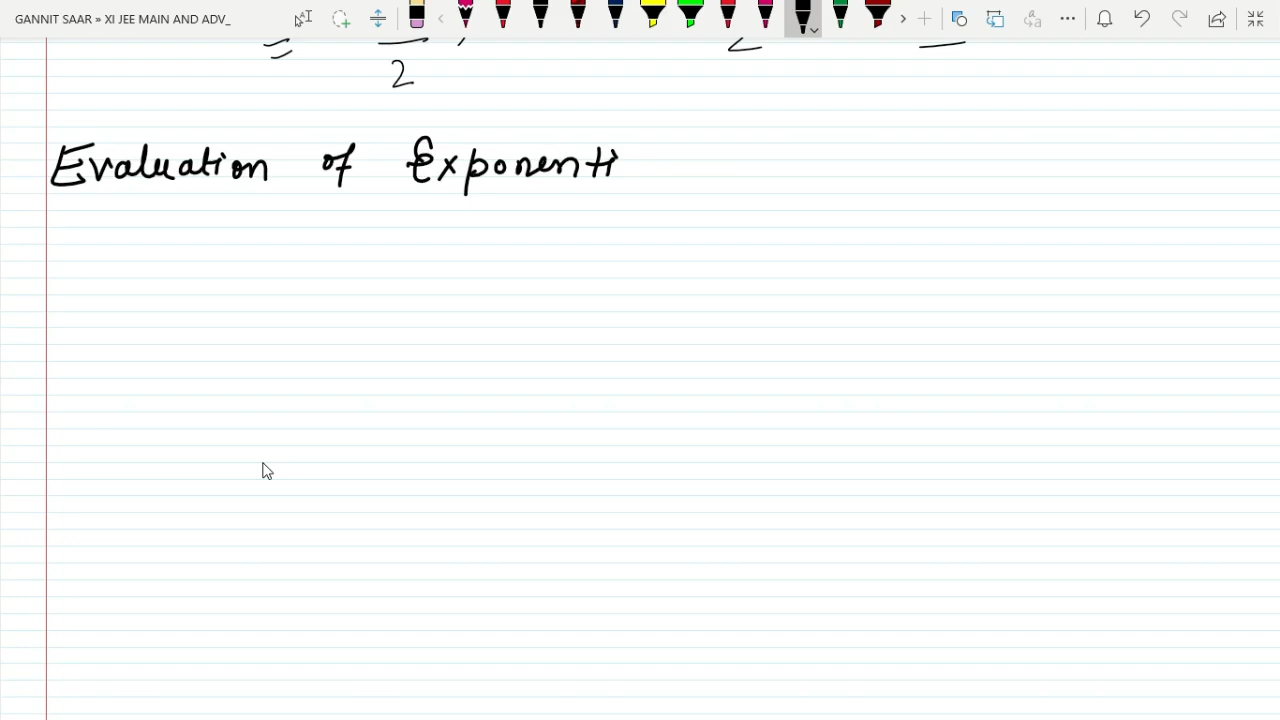 GANNIT SAAR » XI JEE MAIN AND ADV_
2
Evaluation of Exponenti